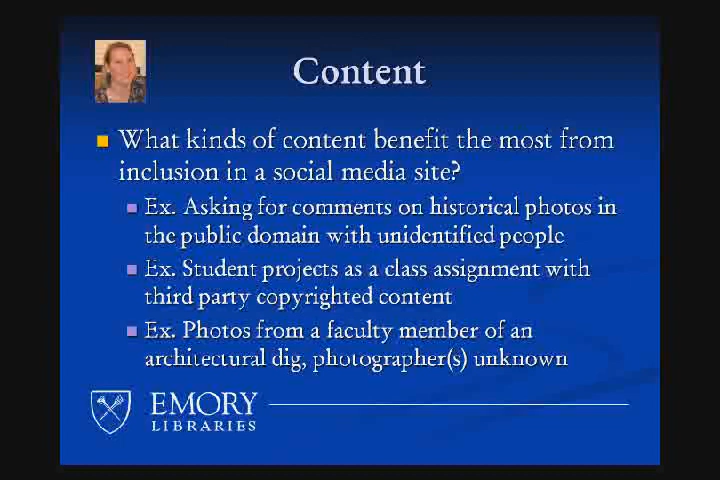 Content
What kinds of content benefit the most from
inclusion in a social media site?
Ex. Asking for comments on historical photos in
the public domain with unidentified people
Ex. Student projects as a class assignment with
third party copyrighted content
Ex. Photos from a faculty member of an
architectural dig, photographer(s) unknown
EMORY
LIBRARIES